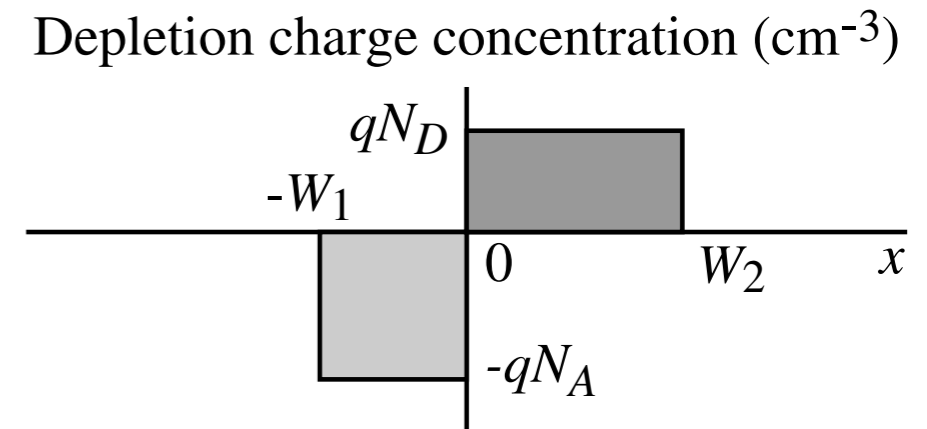 Depletion charge concentration (cm-3)
qND
-W1
0
W2
x
-qNA